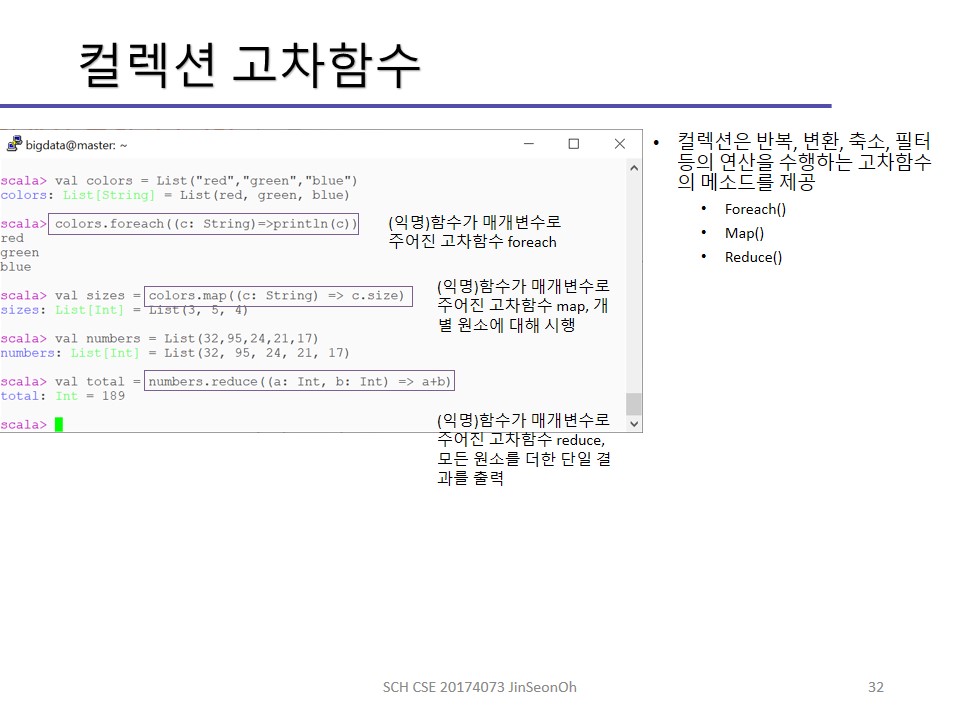 컬렉션 고차함수
bigdata@master: ~
scala> val colors = List("red","green","blue")
colors: List[String] = List(red, green, blue)
scala> colors.foreach((c: String)=>println(c))
red
green
blue
(익명)함수가 매개변수로
주어진 고차함수 foreach
scala> val sizes = colors.map((c: String) => c.size)
sizes: List[Int] = List(3, 5, 4)
(익명)함수가 매개변수로
주어진 고차함수 map, 개
별 원소에 대해 시행
scala> val numbers = List(32,95,24,21,17)
numbers: List[Int] = List(32, 95, 24, 21, 17)
scala> val total = numbers.reduce((a: Int, b: Int) => a+b)
total: Int = 189
scala>
(익명)함수가 매개변수로
주어진 고차함수 reduce,
모든 원소를 더한 단일 결
과를 출력
• 컬렉션은 반복, 변환, 축소, 필터
등의 연산을 수행하는 고차함수
의 메소드를 제공
• Foreach()
• Map()
• Reduce()
SCH CSE 20174073 JinSeonOh
32